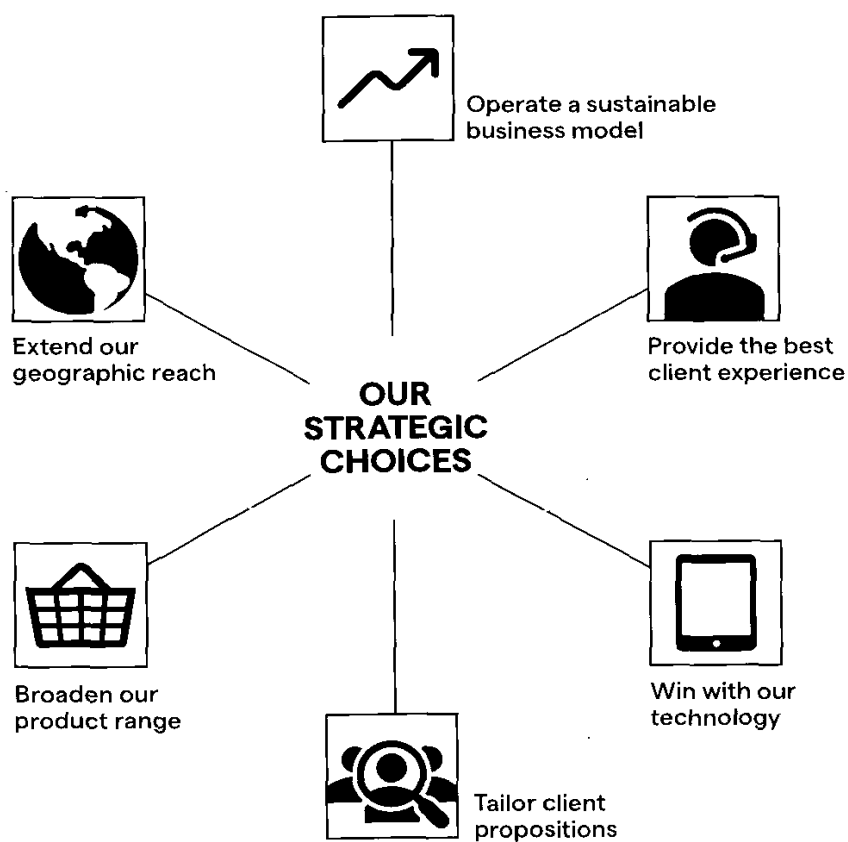 Operate a sustainable
business model
Extend our
geographic reach
Provide the best
client experience
OUR
STRATEGIC
CHOICES
Broaden our
product range
Win with our
technology
Tailor client
propositions